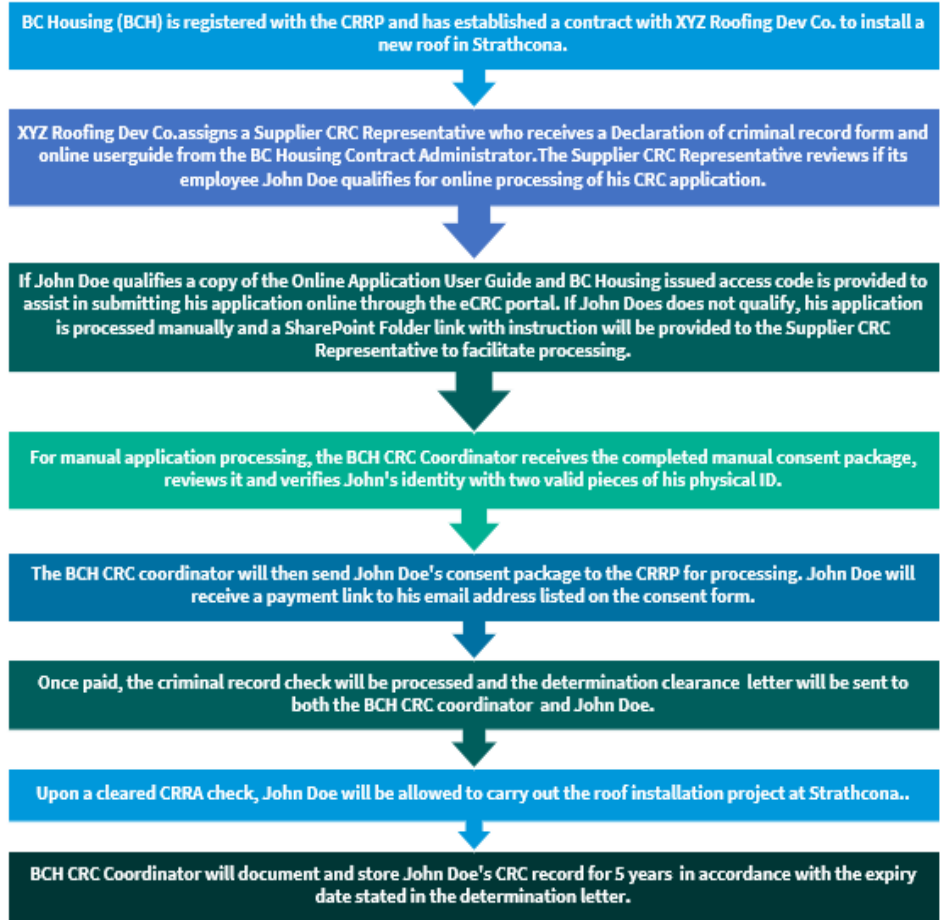 BC Housing (BCH) is registered with the CRRP and has established a contract with XYZ Roofing Dev Co. to install a
new roof in Strathcona.
XYZ Roofing Dev Co.assigns a Supplier CRC Representative who receives a Declaration of criminal record form and
online userguide from the BC Housing Contract Administrator.The Supplier CRC Representative reviews if its
employee John Doe qualifies for online processing of his CRC application.
If John Doe qualifies a copy of the Online Application User Guide and BC Housing issued access code is provided to
assist in submitting his application online through the eCRC portal. If John Does does not qualify, his application
is processed manually and a SharePoint Folder link with instruction will be provided to the Supplier CRC
Representative to facilitate processing.
For manual application processing, the BCH CRC Coordinator receives the completed manual consent package,
reviews it and verifies John's identity with two valid pieces of his physical ID.
The BCH CRC coordinator will then send John Doe's consent package to the CRRP for processing. John Doe will
receive a payment link to his email address listed on the consent form.
Once paid, the criminal record check will be processed and the determination clearance letter will be sent to
both the BCH CRC coordinator and John Doe.
Upon a cleared CRRA check, John Doe will be allowed to carry out the roof installation project at Strathcona..
BCH CRC Coordinator will document and store John Doe's CRC record for 5 years in accordance with the expiry
date stated in the determination letter.